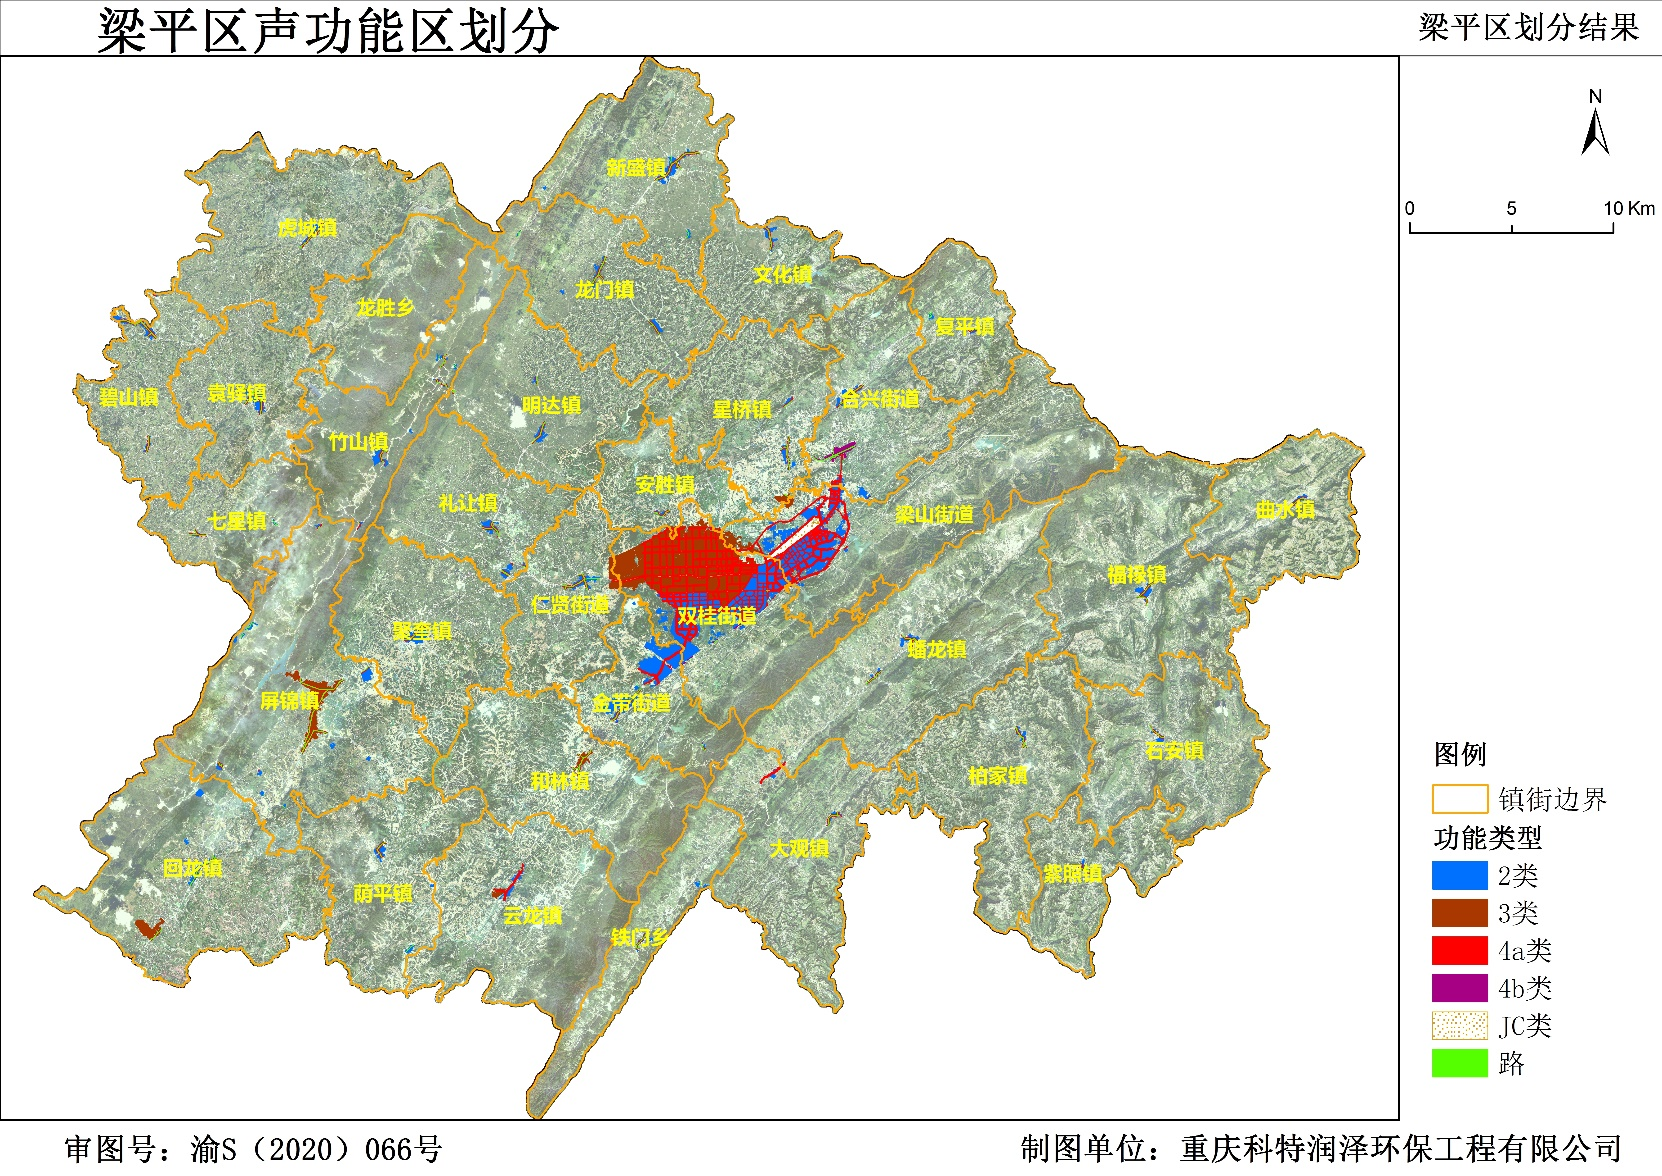 梁平区声功能区划分
梁平区划分结果
N
0 5 10 Km
新盛镇
虎城镇
文化镇
龙门镇
龙胜乡
复平镇
碧山镇
袁驿镇
明达镇
星桥镇
合兴街道
竹山镇
安胜镇
礼让镇
七星镇
梁山街道
曲水镇
福禄镇
仁贤街道
双桂街道
聚奎镇
蟠龙镇
屏锦镇
金带街道
石安镇
和林镇
柏家镇
大观镇
回龙镇
荫平镇
紫照镇
云龙镇
铁门乡
图例
镇街边界
功能类型
2类
3类
4a类
4b类
JC类
路
审图号：渝S（2020）066号
制图单位：重庆科特润泽环保工程有限公司